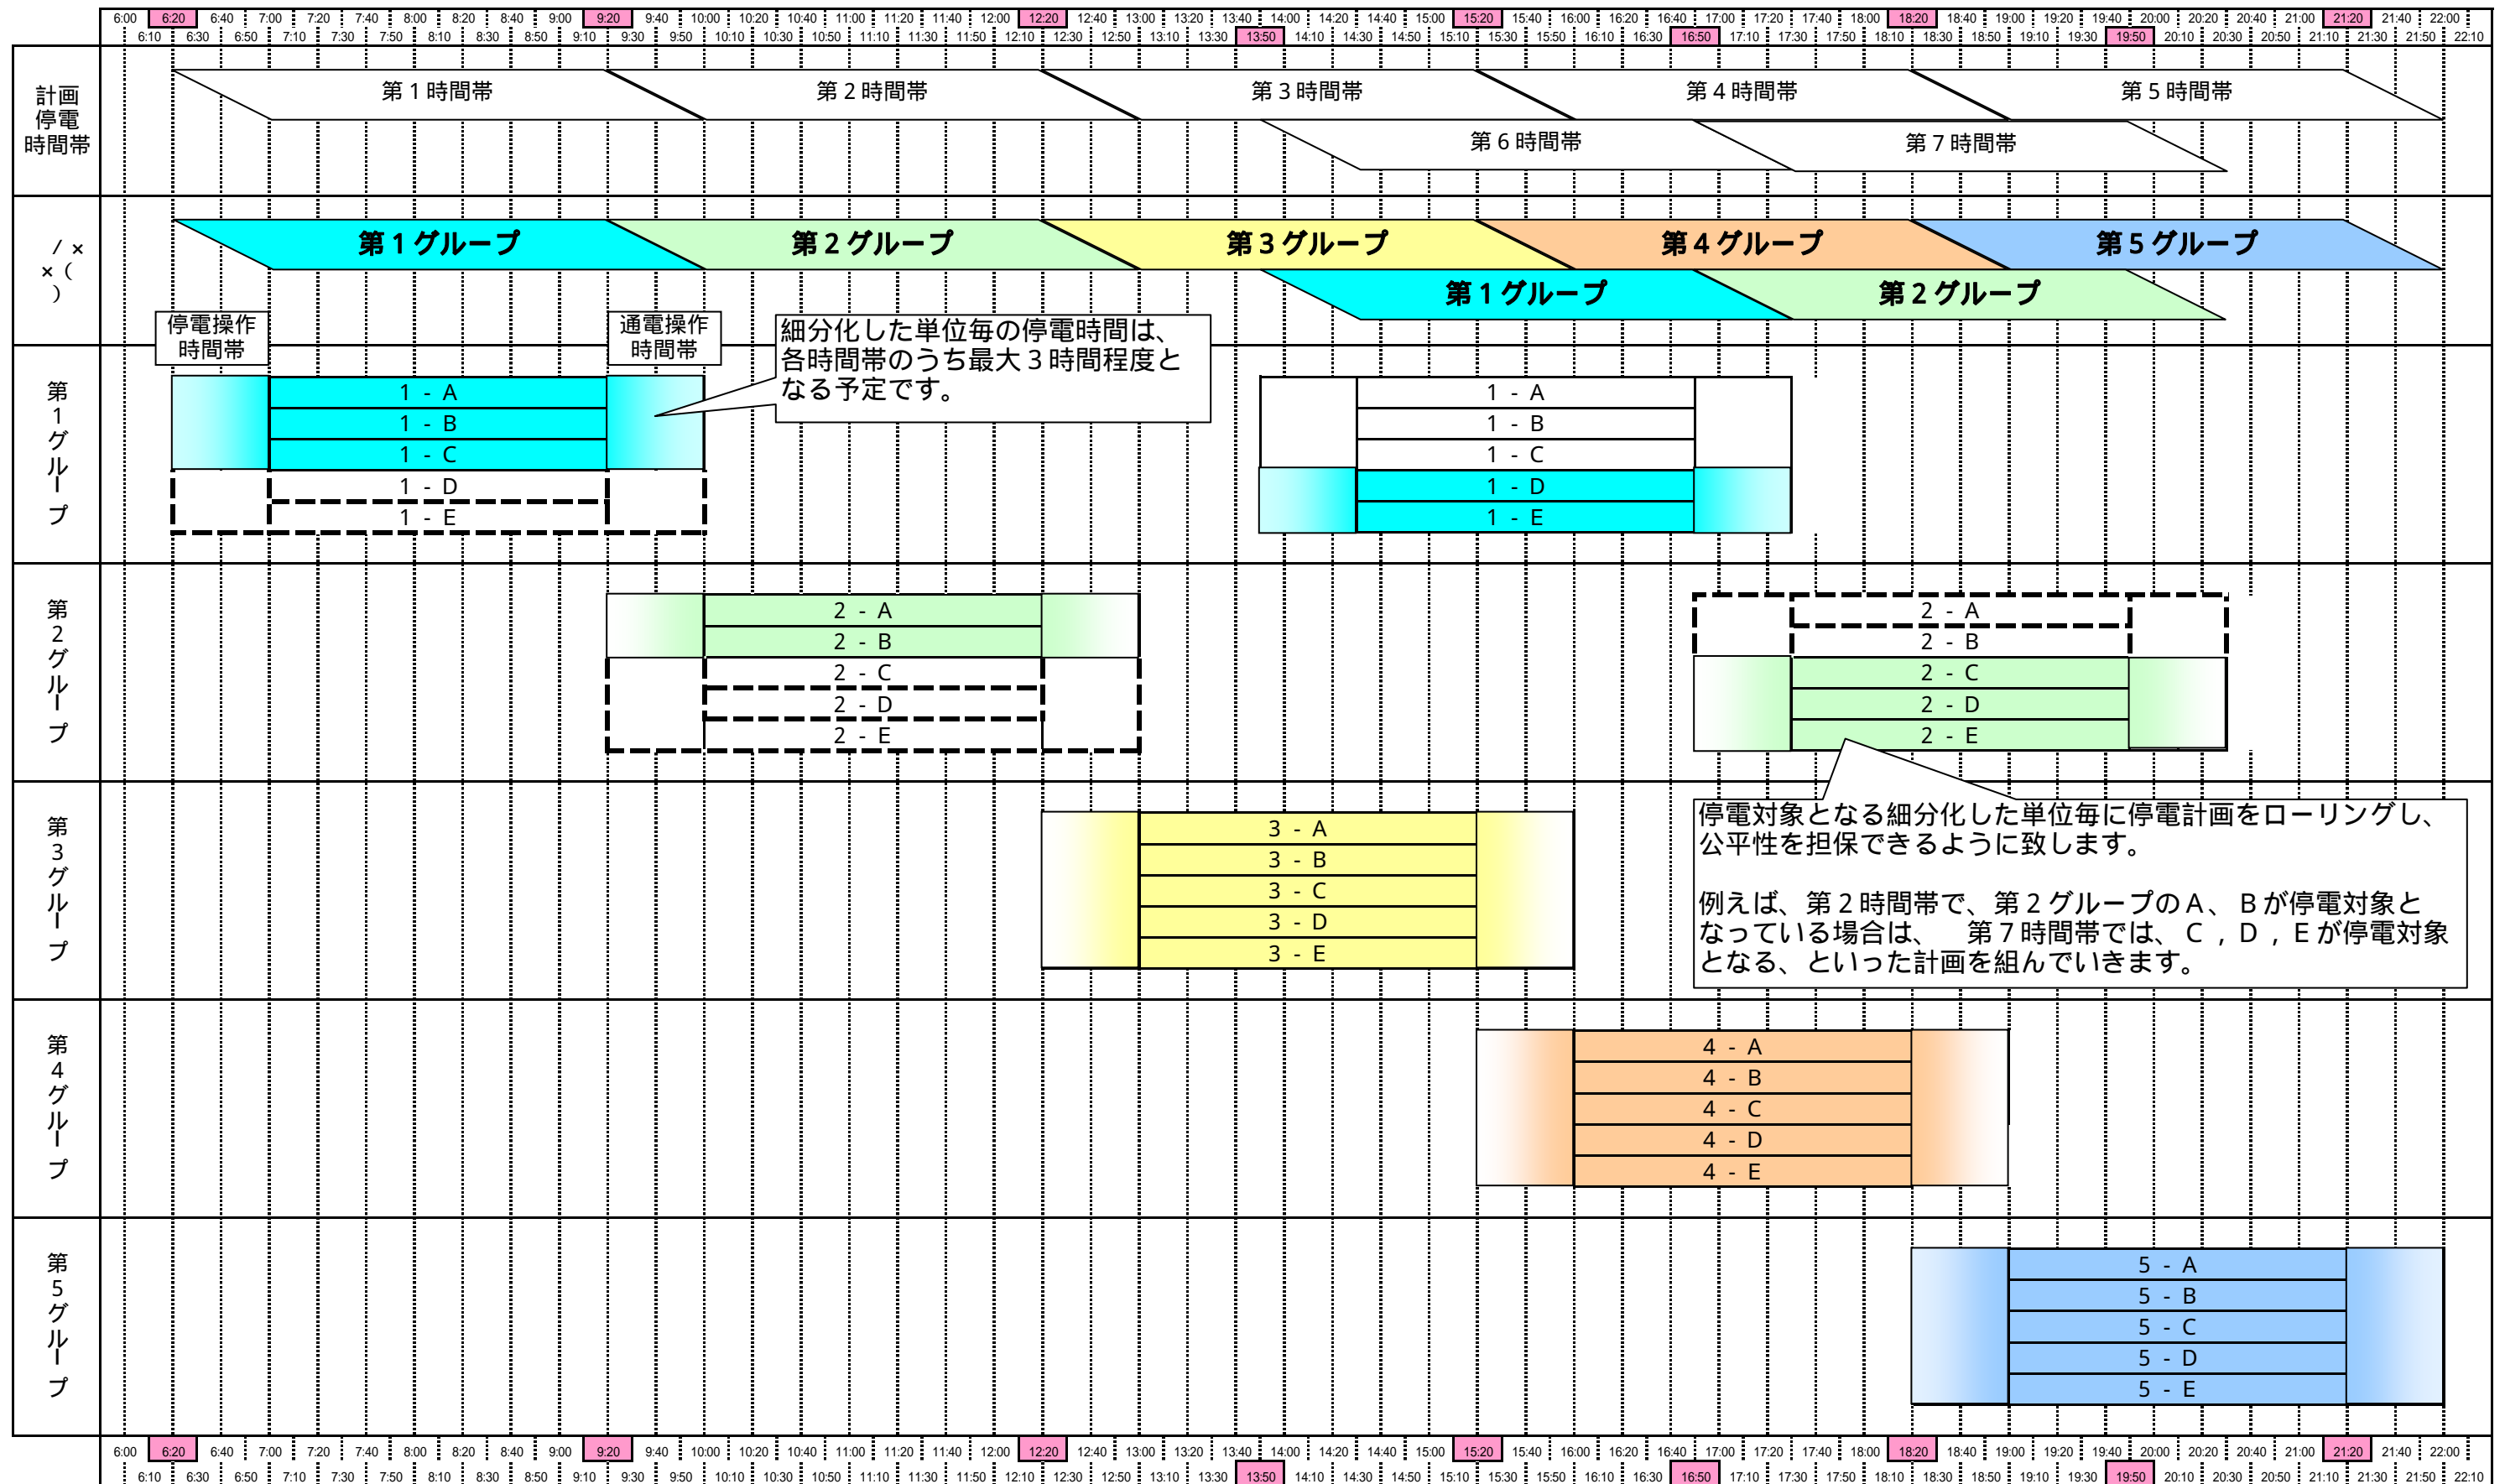 6:00 6:20 6:40 7:00 7:20 7:40 8:00 8:20 8:40 9:00 9:20 9:40 10:00 10:20 10:40 11:00 11:20 11:40 12:00 12:20 12:40 13:00 13:20 13:40 14:00 14:20 14:40 15:00 15:20 15:40 16:00 16:20 16:40 17:00 17:20 17:40 18:00 18:20 18:40 19:00 19:20 19:40 20:00 20:20 20:40 21:00 21:20 21:40 22:00
6:10 6:30 6:50 7:10 7:30 7:50 8:10 8:30 8:50 9:10 9:30 9:50 10:10 10:30 10:50 11:10 11:30 11:50 12:10 12:30 12:50 13:10 13:30 13:50 14:10 14:30 14:50 15:10 15:30 15:50 16:10 16:30 16:50 17:10 17:30 17:50 18:10 18:30 18:50 19:10 19:30 19:50 20:10 20:30 20:50 21:10 21:30 21:50 22:10
計画
停電
時間帯
第1時間帯 第2時間帯 第3時間帯 第4時間帯 第5時間帯
第6時間帯 第7時間帯
/×
×(
)
第1グループ 第2グループ 第3グループ 第4グループ 第5グループ
第1グループ 第2グループ
停電操作
時間帯
通電操作
時間帯
細分化した単位毎の停電時間は、
各時間帯のうち最大3時間程度と
なる予定です。
第1グループ
1 - A
1 - B
1 - C
1 - D
1 - E
1 - A
1 - B
1 - C
1 - D
1 - E
第2グループ
2 - A
2 - B
2 - C
2 - D
2 - E
2 - A
2 - B
2 - C
2 - D
2 - E
停電対象となる細分化した単位毎に停電計画をローリングし、
公平性を担保できるように致します。
例えば、第2時間帯で、第2グループのA、Bが停電対象と
なっている場合は、 第7時間帯では、C,D,Eが停電対象
となる、といった計画を組んでいきます。
第3グループ
3 - A
3 - B
3 - C
3 - D
3 - E
第4グループ
4 - A
4 - B
4 - C
4 - D
4 - E
第5グループ
5 - A
5 - B
5 - C
5 - D
5 - E
6:00 6:20 6:40 7:00 7:20 7:40 8:00 8:20 8:40 9:00 9:20 9:40 10:00 10:20 10:40 11:00 11:20 11:40 12:00 12:20 12:40 13:00 13:20 13:40 14:00 14:20 14:40 15:00 15:20 15:40 16:00 16:20 16:40 17:00 17:20 17:40 18:00 18:20 18:40 19:00 19:20 19:40 20:00 20:20 20:40 21:00 21:20 21:40 22:00
6:10 6:30 6:50 7:10 7:30 7:50 8:10 8:30 8:50 9:10 9:30 9:50 10:10 10:30 10:50 11:10 11:30 11:50 12:10 12:30 12:50 13:10 13:30 13:50 14:10 14:30 14:50 15:10 15:30 15:50 16:10 16:30 16:50 17:10 17:30 17:50 18:10 18:30 18:50 19:10 19:30 19:50 20:10 20:30 20:50 21:10 21:30 21:50 22:10